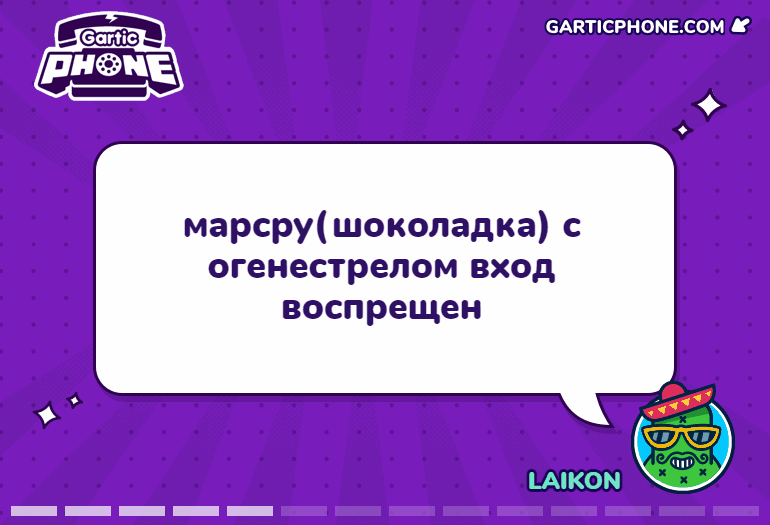 Gartic
PHONE
GARTICPHONE.COM
марсру(шоколадка) с
огенестрелом вход
воспрещен
LAIKON